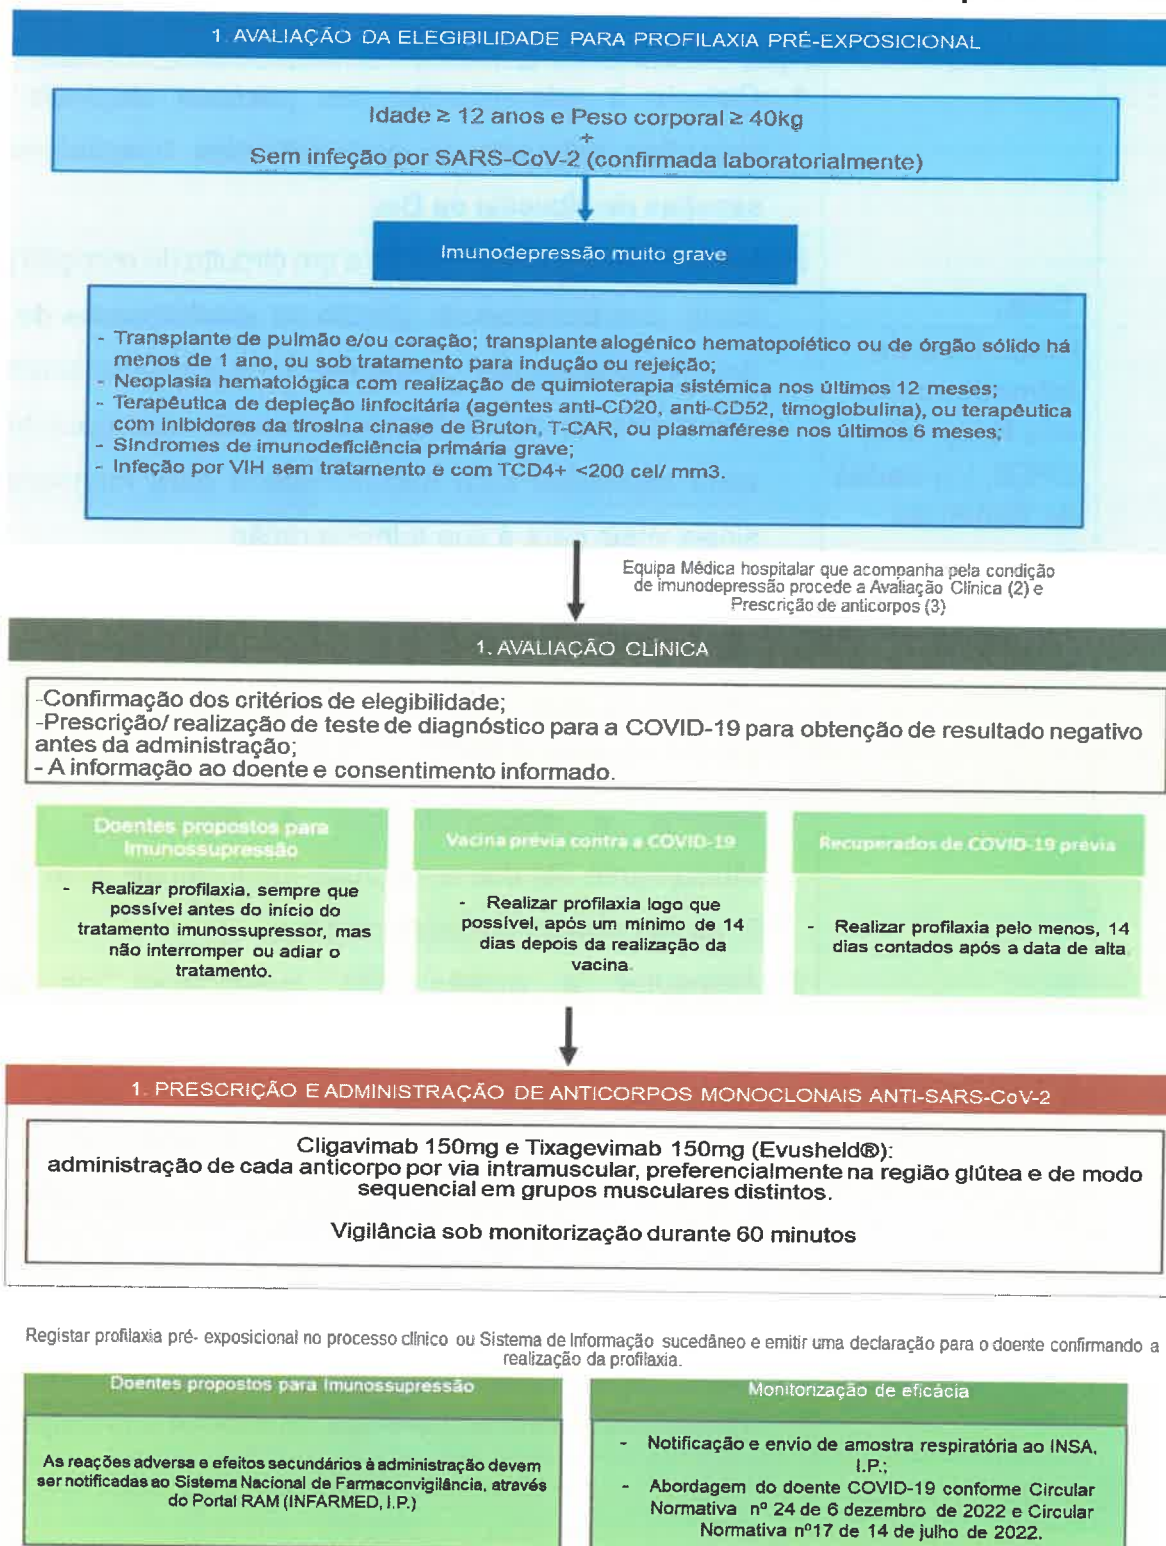 1. AVALIAÇÃO DA ELEGIBILIDADE PARA PROFILAXIA PRÉ-EXPOSICIONAL
Idade ≥ 12 anos e Peso corporal ≥ 40kg
+
Sem infeção por SARS-CoV-2 (confirmada laboratorialmente)
Imunodepressão muito grave
- Transplante de pulmão e/ou coração; transplante alogénico hematopoiético ou de órgão sólido há
menos de 1 ano, ou sob tratamento para indução ou rejeição;
- Neoplasia hematológica com realização de quimioterapia sistémica nos últimos 12 meses;
- Terapêutica de depleção linfocitária (agentes anti-CD20, anti-CD52, timoglobulina), ou terapêutica
com inibidores da tirosina cinase de Bruton, T-CAR, ou plasmaférese nos últimos 6 meses;
- Síndromes de imunodeficiência primária grave;
- Infeção por VIH sem tratamento e com TCD4+ <200 cel/ mm3.
Equipa Médica hospitalar que acompanha pela condição
de imunodepressão procede a Avaliação Clínica (2) e
Prescrição de anticorpos (3)
1. AVALIAÇÃO CLÍNICA
-Confirmação dos critérios de elegibilidade;
-Prescrição/ realização de teste de diagnóstico para a COVID-19 para obtenção de resultado negativo
antes da administração;
- A informação ao doente e consentimento informado.
Doentes propostos para
Imunossupressão
- Realizar profilaxia, sempre que
possível antes do início do
tratamento imunossupressor, mas
não interromper ou adiar o
tratamento.
Vacina prévia contra a COVID-19
- Realizar profilaxia logo que
possível, após um mínimo de 14
dias depois da realização da
vacina.
Recuperados de COVID-19 prévia
- Realizar profilaxia pelo menos, 14
dias contados após a data de alta.
1. PRESCRIÇÃO E ADMINISTRAÇÃO DE ANTICORPOS MONOCLONAIS ANTI-SARS-CoV-2
Cligavimab 150mg e Tixagevimab 150mg (Evusheld®):
administração de cada anticorpo por via intramuscular, preferencialmente na região glútea e de modo
sequencial em grupos musculares distintos.
Vigilância sob monitorização durante 60 minutos
Registar profilaxia pré- exposicional no processo clínico ou Sistema de Informação sucedâneo e emitir uma declaração para o doente confirmando a
realização da profilaxia.
Doentes propostos para Imunossupressão
As reações adversa e efeitos secundários à administração devem
ser notificadas ao Sistema Nacional de Farmaconvigilância, através
do Portal RAM (INFARMED, I.P.)
Monitorização de eficácia
- Notificação e envio de amostra respiratória ao INSA,
I.P.;
- Abordagem do doente COVID-19 conforme Circular
Normativa nº 24 de 6 dezembro de 2022 e Circular
Normativa nº17 de 14 de julho de 2022.